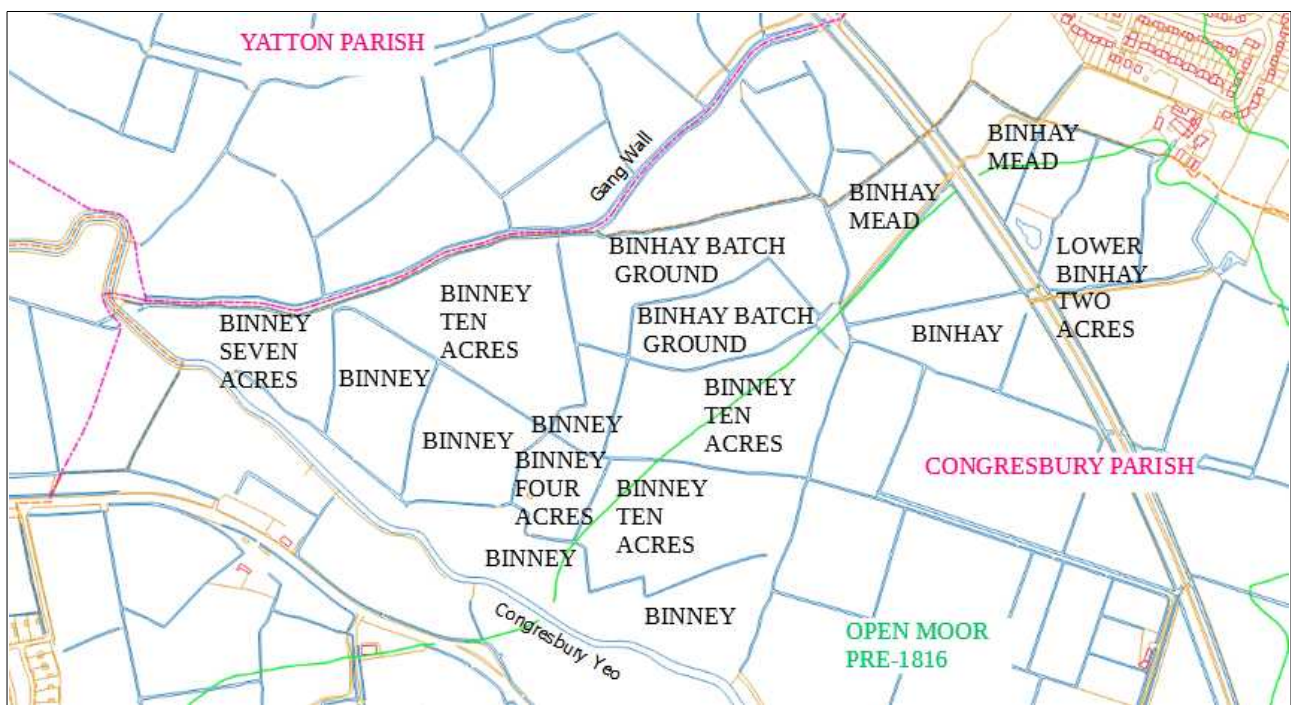 YATTON PARISH
BINHAY
MEAD
Gang Wall
BINHAY
MEAD
BINHAY BATCH
GROUND
LOWER
BINHAY
TWO
ACRES
BINNEY
TEN
ACRES
BINHAY BATCH
GROUND
BINNEY
SEVEN
ACRES
BINHAY
BINNEY
BINNEY
TEN
ACRES
BINNEY
BINNEY
BINNEY
FOUR
ACRES
CONGRESBURY PARISH
BINNEY
TEN
ACRES
BINNEY
Congresbury Yeo
BINNEY
OPEN MOOR
PRE-1816